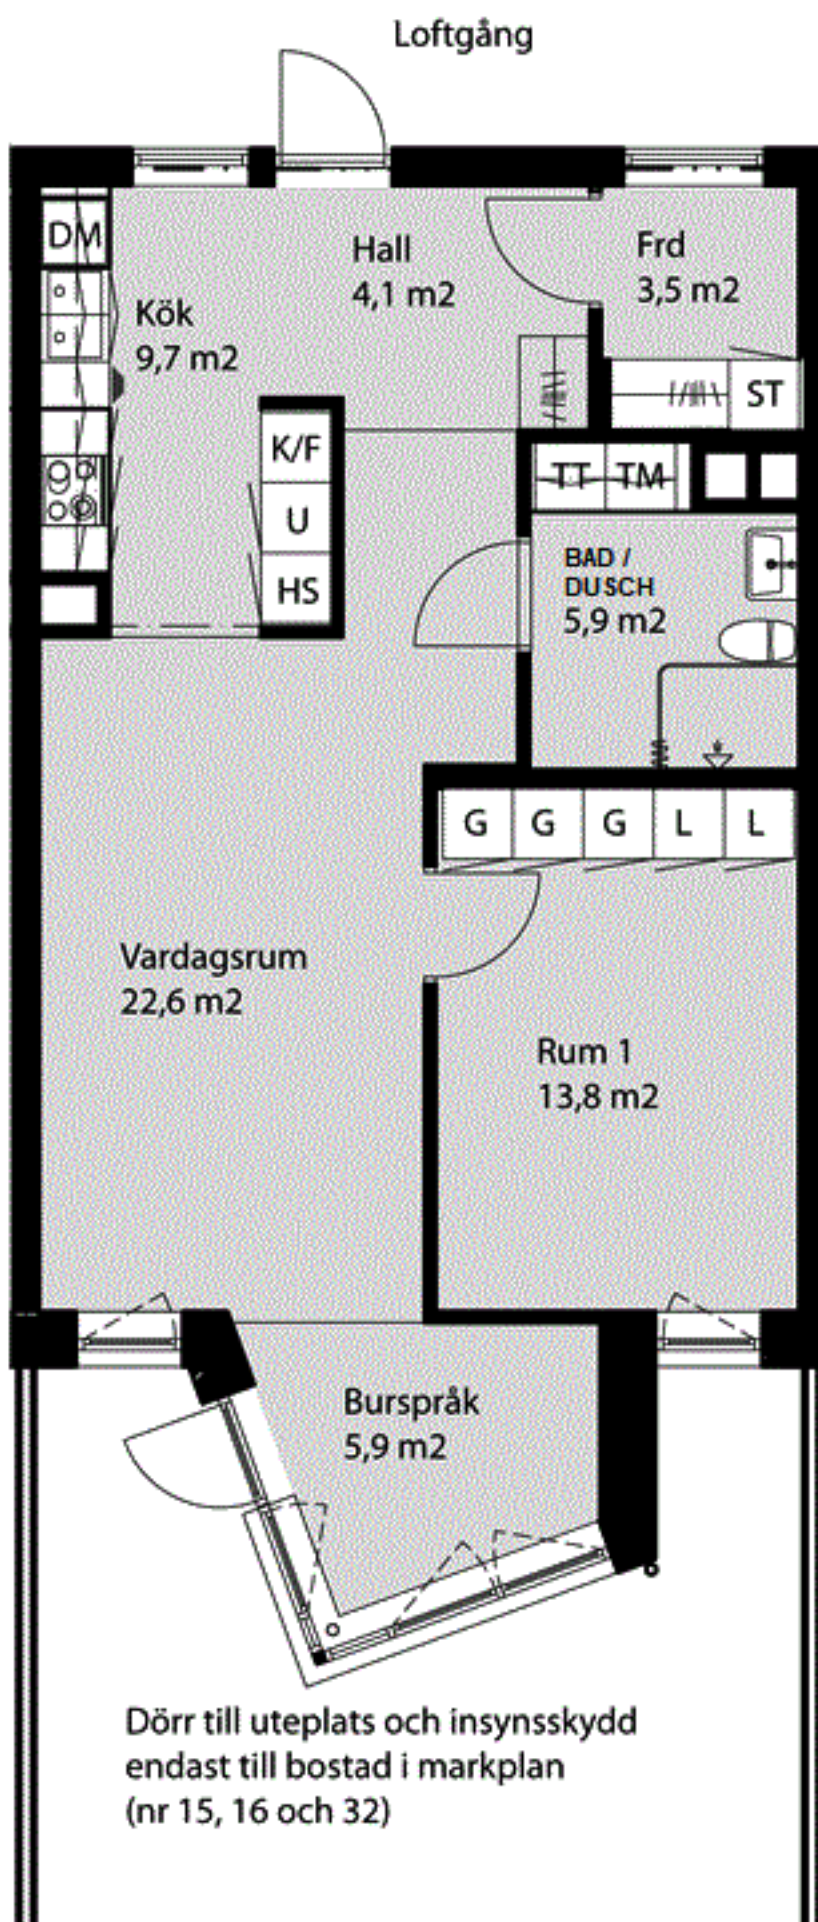 Loftgång
DM
Hall
4,1 m2
Frd
3,5 m2
Kök
9,7 m2
ST
K/F
U
HS
TT
TM
BAD /
DUSCH
5,9 m2
G
G
G
L
L
Vardagsrum
22,6 m2
Rum 1
13,8 m2
Burspråk
5,9 m2
Dörr till uteplats och insynsskydd
endast till bostad i markplan
(nr 15, 16 och 32)